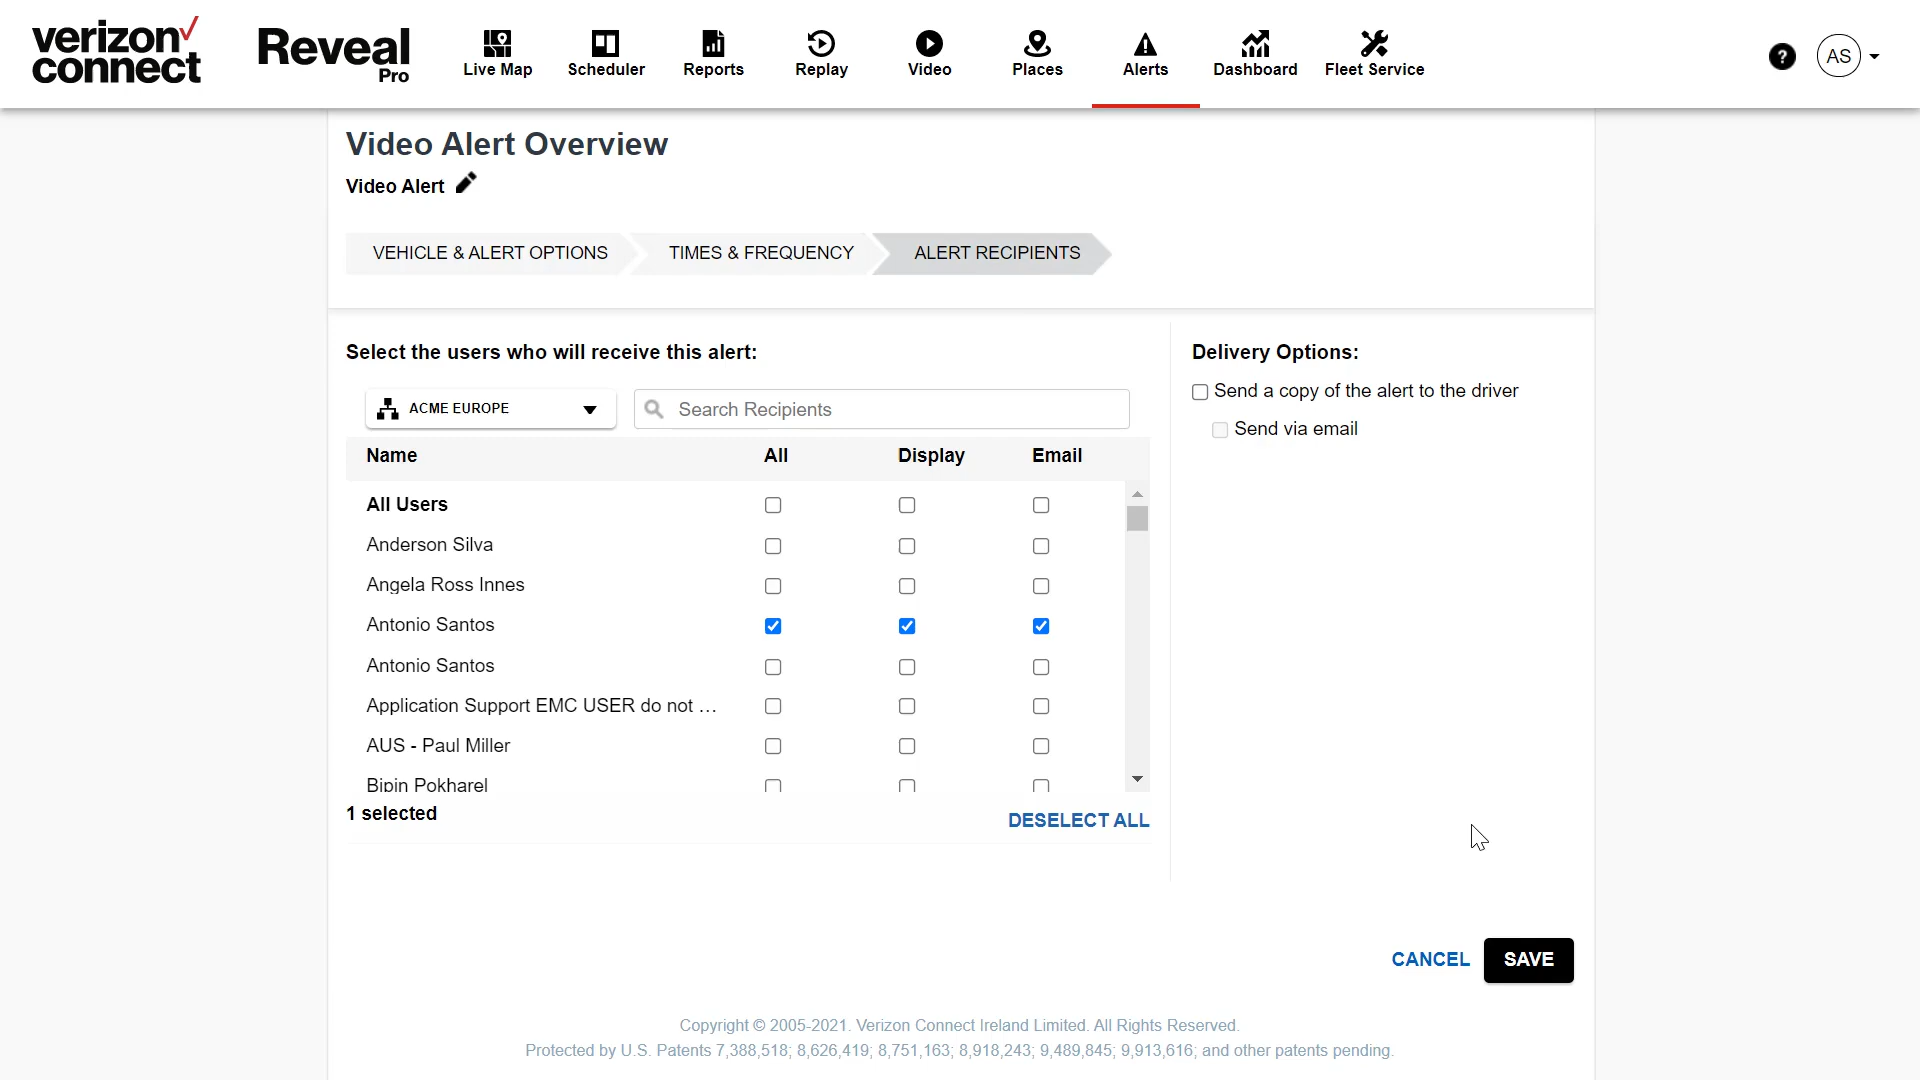 verizon✓
connect
Reveal
Pro
Live Map
Scheduler
Reports
Replay
Video
Places
Alerts
Dashboard
Fleet Service
?
AS
Video Alert Overview
Video Alert
VEHICLE & ALERT OPTIONS
TIMES & FREQUENCY
ALERT RECIPIENTS
Select the users who will receive this alert:
ACME EUROPE
Search Recipients
Name All Display Email
All Users
Anderson Silva
Angela Ross Innes
Antonio Santos
Antonio Santos
Application Support EMC USER do not ...
AUS - Paul Miller
Bipin Pokharel
1 selected
DESELECT ALL
Delivery Options:
Send a copy of the alert to the driver
Send via email
CANCEL
SAVE
Copyright © 2005-2021. Verizon Connect Ireland Limited. All Rights Reserved.
Protected by U.S. Patents 7,388,518; 8,626,419; 8,751,163; 8,918,243; 9,489,845; 9,913,616; and other patents pending.